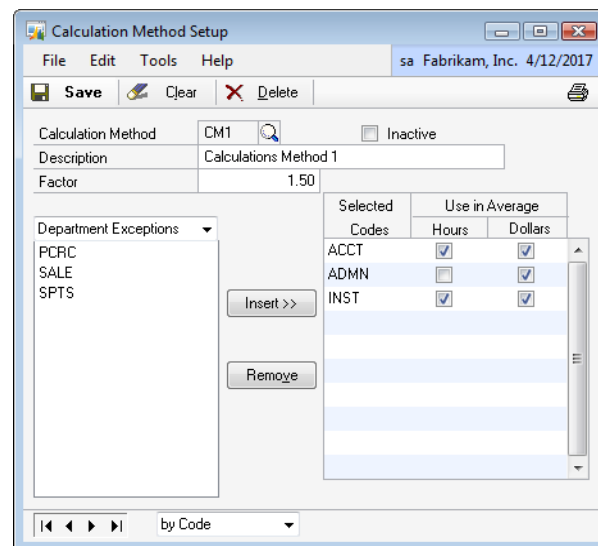 Calculation Method Setup
File Edit Tools Help sa Fabrikam, Inc. 4/12/2017
Save Clear Delete
Calculation Method CM1 Inactive
Description Calculations Method 1
Factor 1.50
Selected Use in Average
Department Exceptions Codes Hours Dollars
PCRC ACCT
SALE ADMN
SPTS INST
Insert >>
Remove
by Code